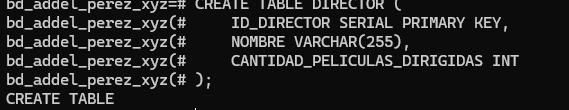 bd_addel_perez_xyz=# CREATE TABLE DIRECTOR (
bd_addel_perez_xyz(#     ID_DIRECTOR SERIAL PRIMARY KEY,
bd_addel_perez_xyz(#     NOMBRE VARCHAR(255),
bd_addel_perez_xyz(#     CANTIDAD_PELICULAS_DIRIGIDAS INT
bd_addel_perez_xyz(# );
CREATE TABLE